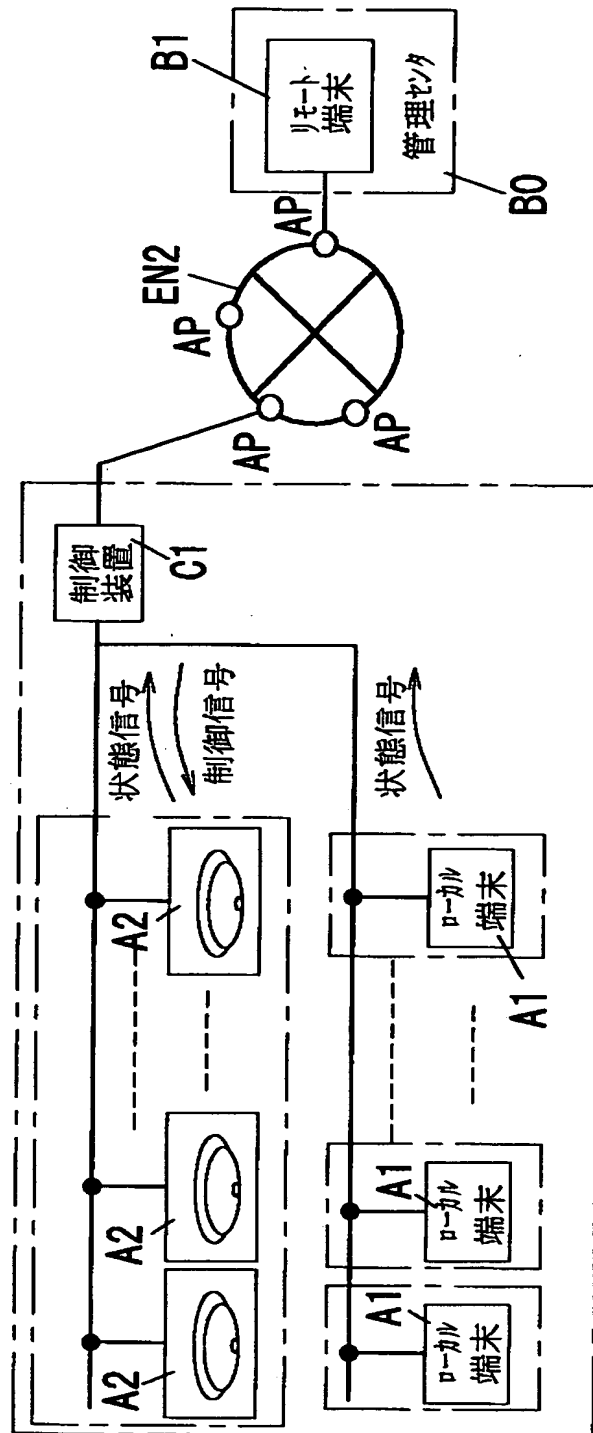 制御
装置
C1
状態信号
制御信号
A2
A2
A2
状態信号
ローカル
端末
A1
ローカル
端末
A1
ローカル
端末
A1
EN2
AP
AP
AP
AP
リモート
端末
B1
管理センタ
B0